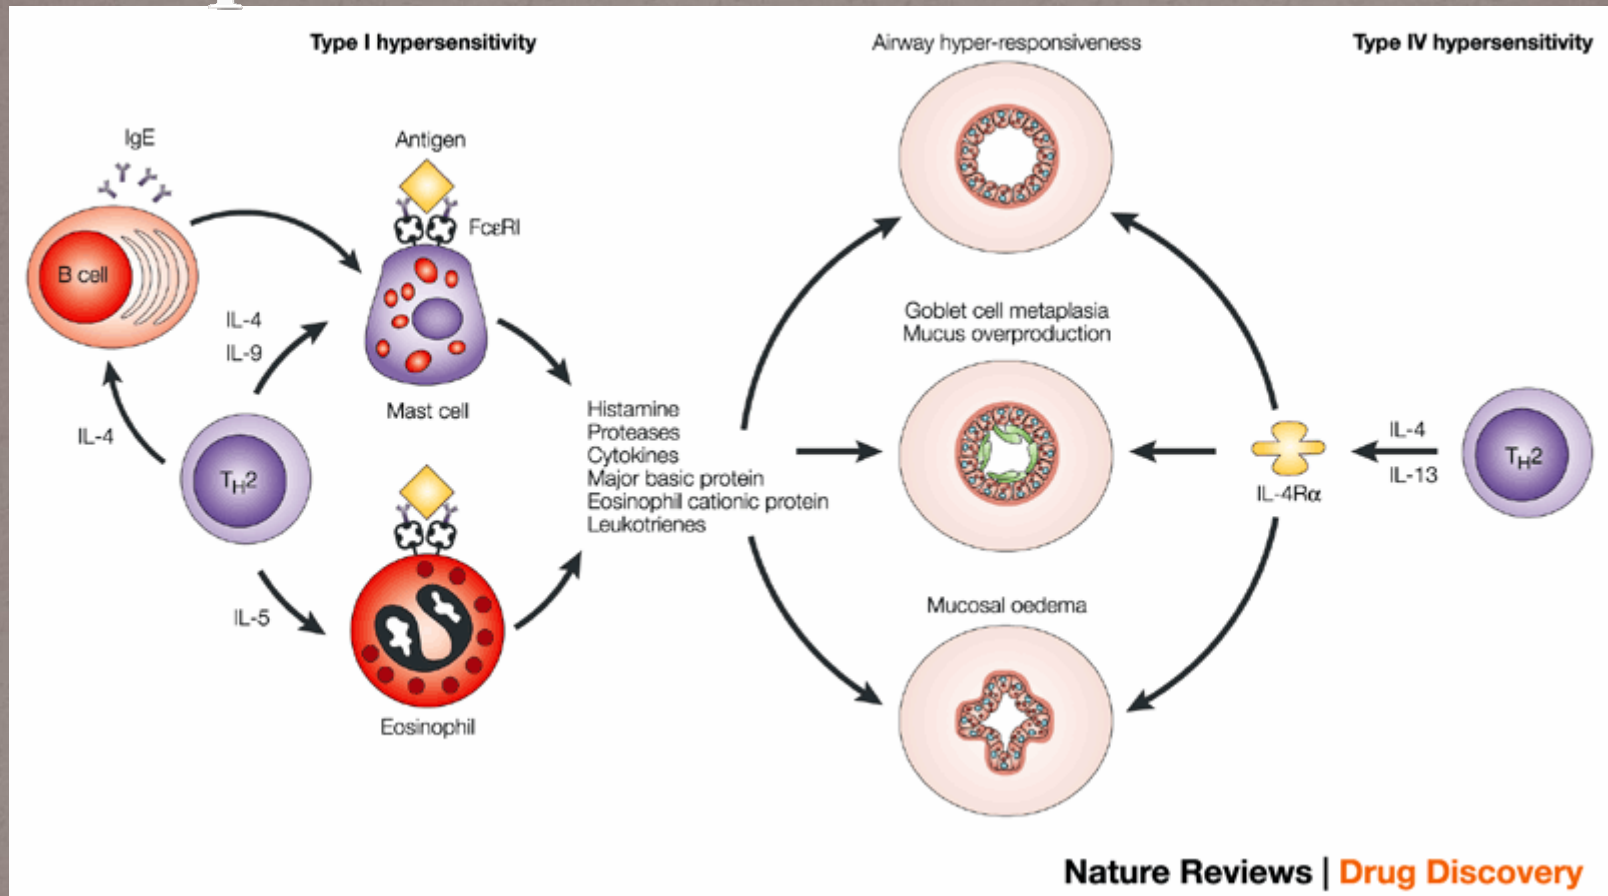 Type I hypersensitivity
Airway hyper-responsiveness
Type IV hypersensitivity
IgE
Antigen
FcεRI
B cell
IL-4
IL-9
Mast cell
IL-4
TH2
IL-5
Eosinophil
Histamine
Proteases
Cytokines
Major basic protein
Eosinophil cationic protein
Leukotrienes
Goblet cell metaplasia
Mucus overproduction
Mucosal oedema
IL-4Rα
IL-4
IL-13
TH2
Nature Reviews | Drug Discovery